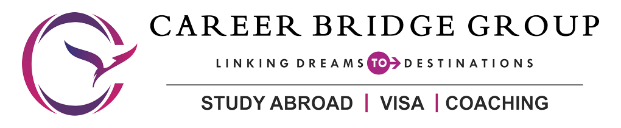 CAREER BRIDGE GROUP
LINKING DREAMS TO DESTINATIONS
STUDY ABROAD | VISA | COACHING